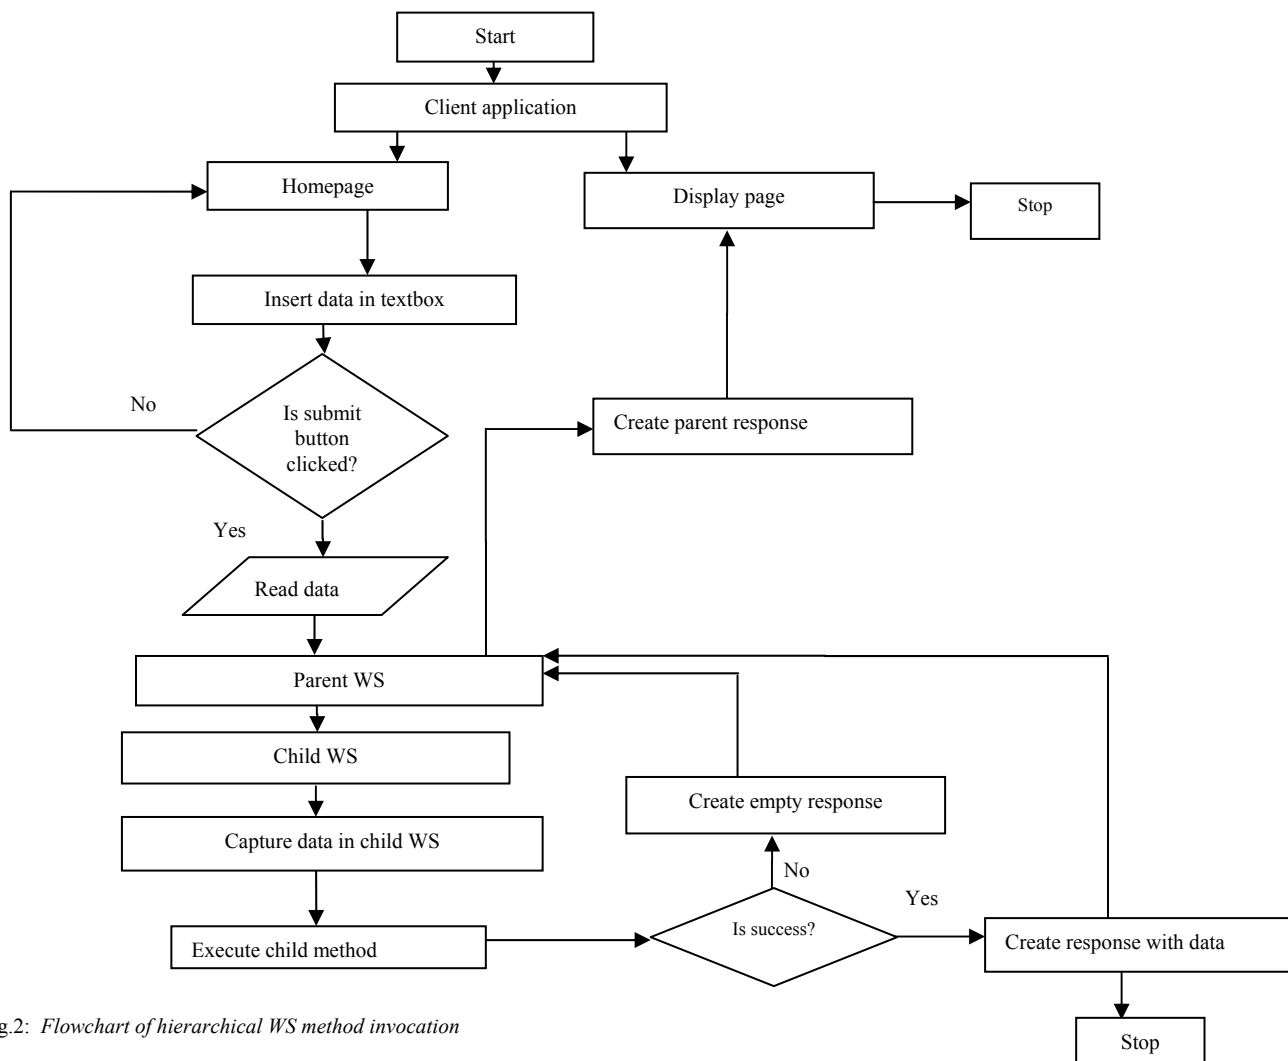 Start
Client application
Homepage
Display page
Stop
Insert data in textbox
No
Is submit
button
clicked?
Create parent response
Yes
Read data
Parent WS
Child WS
Create empty response
Capture data in child WS
No
Yes
Is success?
Execute child method
Create response with data
g.2: Flowchart of hierarchical WS method invocation
Stop